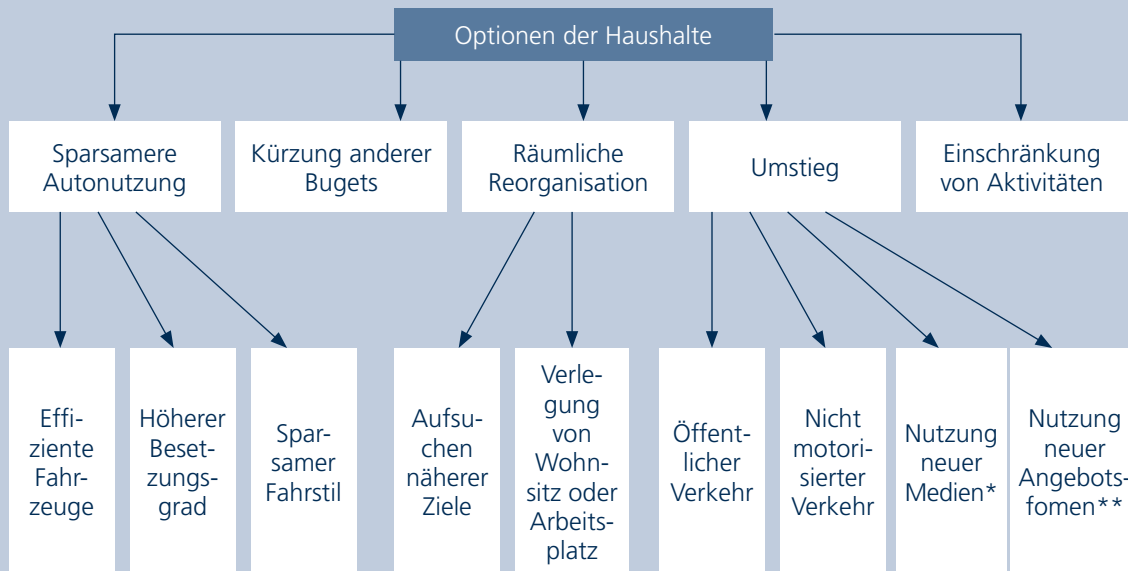 Optionen der Haushalte
Sparsamere
Autonutzung
Kürzung anderer
Bugets
Räumliche
Reorganisation
Umstieg
Einschränkung
von Aktivitäten
Effi-
ziente
Fahr-
zeuge
Höherer
Beset-
zungs-
grad
Spar-
samer
Fahrstil
Aufsu-
chen
näherer
Ziele
Verle-
gung
von
Wohn-
sitz oder
Arbeits-
platz
Öffent-
licher
Verkehr
Nicht
motori-
sierter
Verkehr
Nutzung
neuer
Medien*
Nutzung
neuer
Angebots-
fomen**